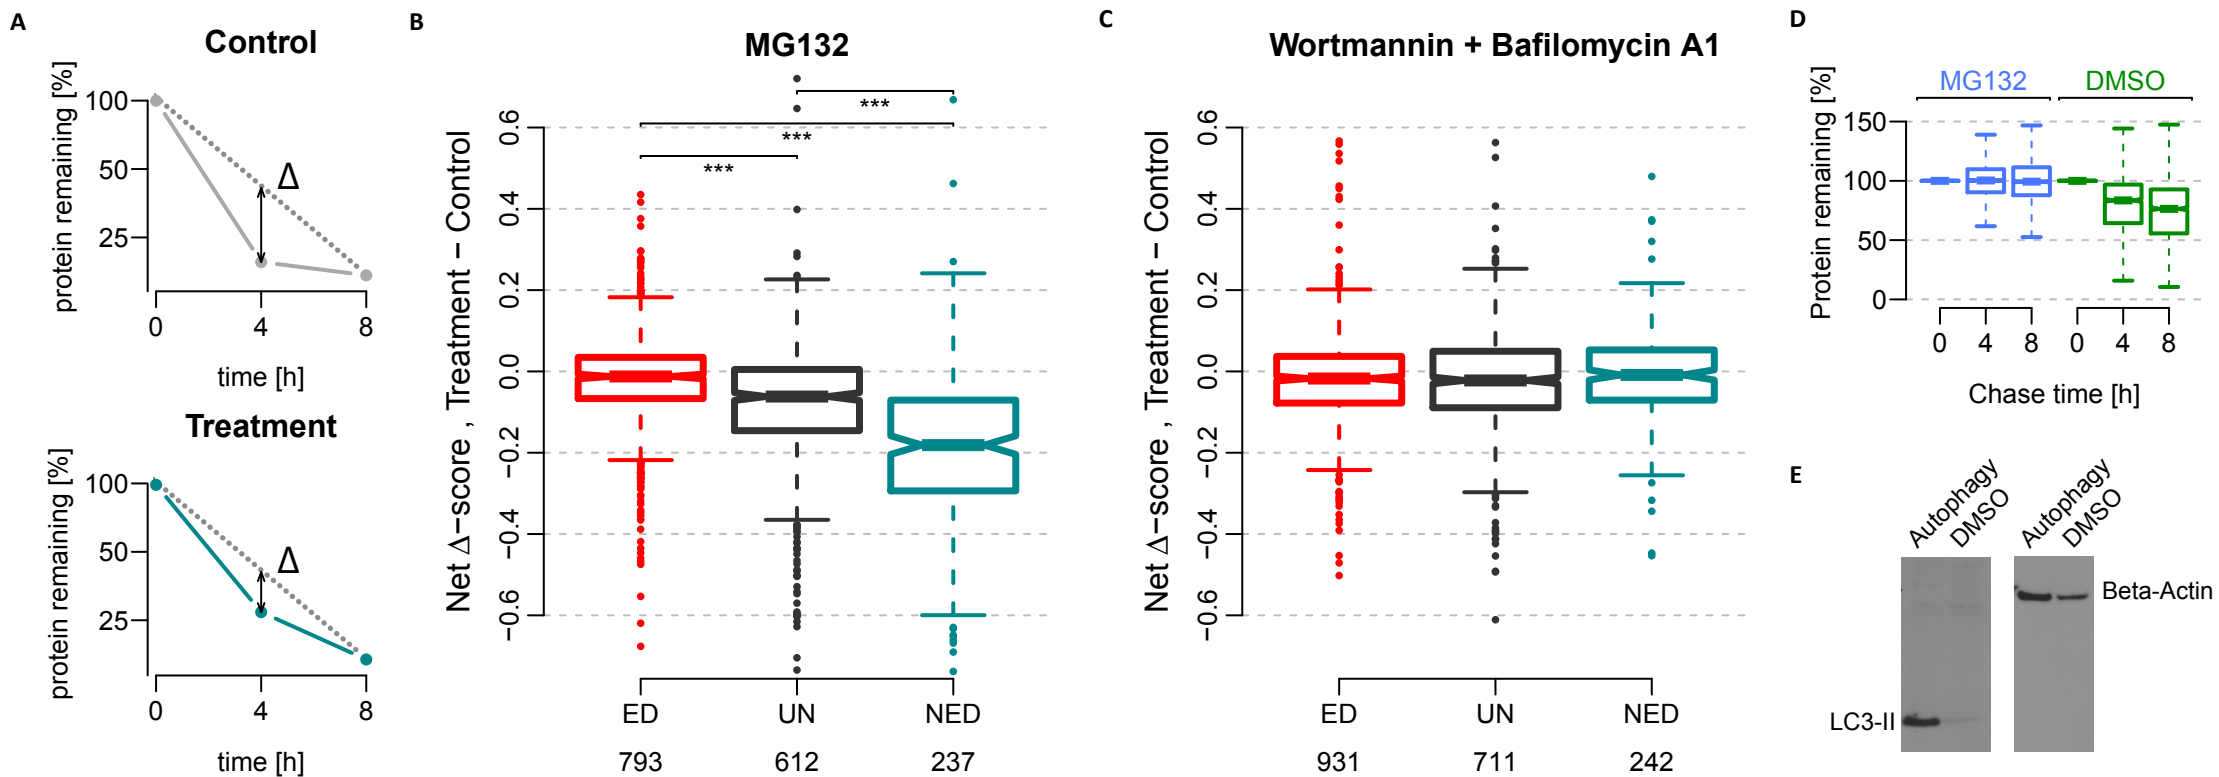 A
Control
protein remaining [%]
100
50
25
Δ
0 4 8
time [h]
Treatment
protein remaining [%]
100
50
25
Δ
0 4 8
time [h]
B
MG132
Net Δ−score , Treatment − Control
0.6
0.4
0.2
0.0
−0.2
−0.4
−0.6
***
***
***
ED UN NED
793 612 237
C
Wortmannin + Bafilomycin A1
Net Δ−score , Treatment − Control
0.6
0.4
0.2
0.0
−0.2
−0.4
−0.6
ED UN NED
931 711 242
D
MG132 DMSO
Protein remaining [%]
150
100
50
0
0 4 8 0 4 8
Chase time [h]
E
Autophagy DMSO Autophagy DMSO
Beta-Actin
LC3-II